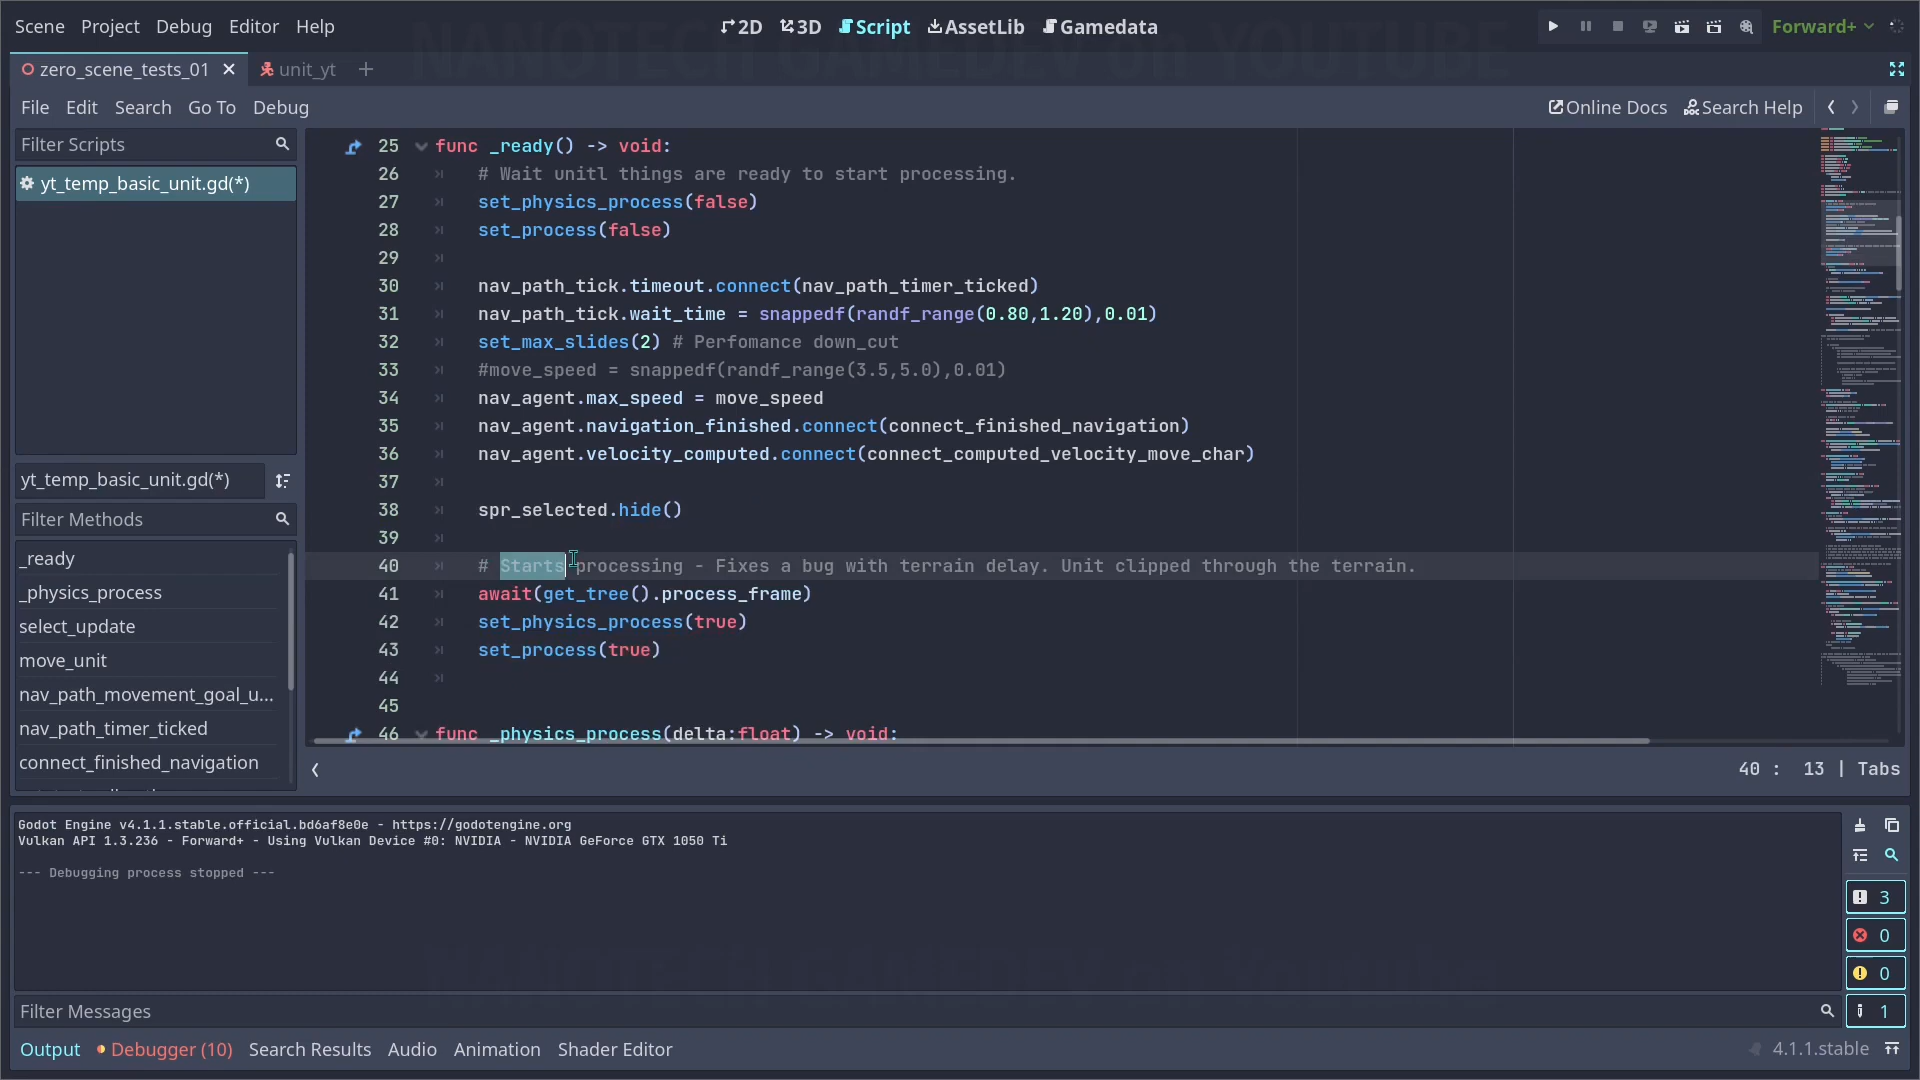 NANOTECH GAMEDEV on YOUTUBE
Scene Project Debug Editor Help
2D 3D Script AssetLib Gamedata
Forward+
zero_scene_tests_01
unit_yt
File Edit Search Go To Debug
Online Docs Search Help
Filter Scripts
yt_temp_basic_unit.gd(*)
yt_temp_basic_unit.gd(*)
Filter Methods
_ready
_physics_process
select_update
move_unit
nav_path_movement_goal_u...
nav_path_timer_ticked
connect_finished_navigation
25 func _ready() -> void:
26 # Wait unitl things are ready to start processing.
27 set_physics_process(false)
28 set_process(false)
29
30 nav_path_tick.timeout.connect(nav_path_timer_ticked)
31 nav_path_tick.wait_time = snappedf(randf_range(0.80,1.20),0.01)
32 set_max_slides(2) # Perfomance down_cut
33 #move_speed = snappedf(randf_range(3.5,5.0),0.01)
34 nav_agent.max_speed = move_speed
35 nav_agent.navigation_finished.connect(connect_finished_navigation)
36 nav_agent.velocity_computed.connect(connect_computed_velocity_move_char)
37
38 spr_selected.hide()
39
40 # Starts processing - Fixes a bug with terrain delay. Unit clipped through the terrain.
41 await(get_tree().process_frame)
42 set_physics_process(true)
43 set_process(true)
44
45
46 func _physics_process(delta:float) -> void:
40 : 13 | Tabs
Godot Engine v4.1.1.stable.official.bd6af8e0e - https://godotengine.org
Vulkan API 1.3.236 - Forward+ - Using Vulkan Device #0: NVIDIA - NVIDIA GeForce GTX 1050 Ti
--- Debugging process stopped ---
3
0
0
1
Filter Messages
Output Debugger (10) Search Results Audio Animation Shader Editor
4.1.1.stable